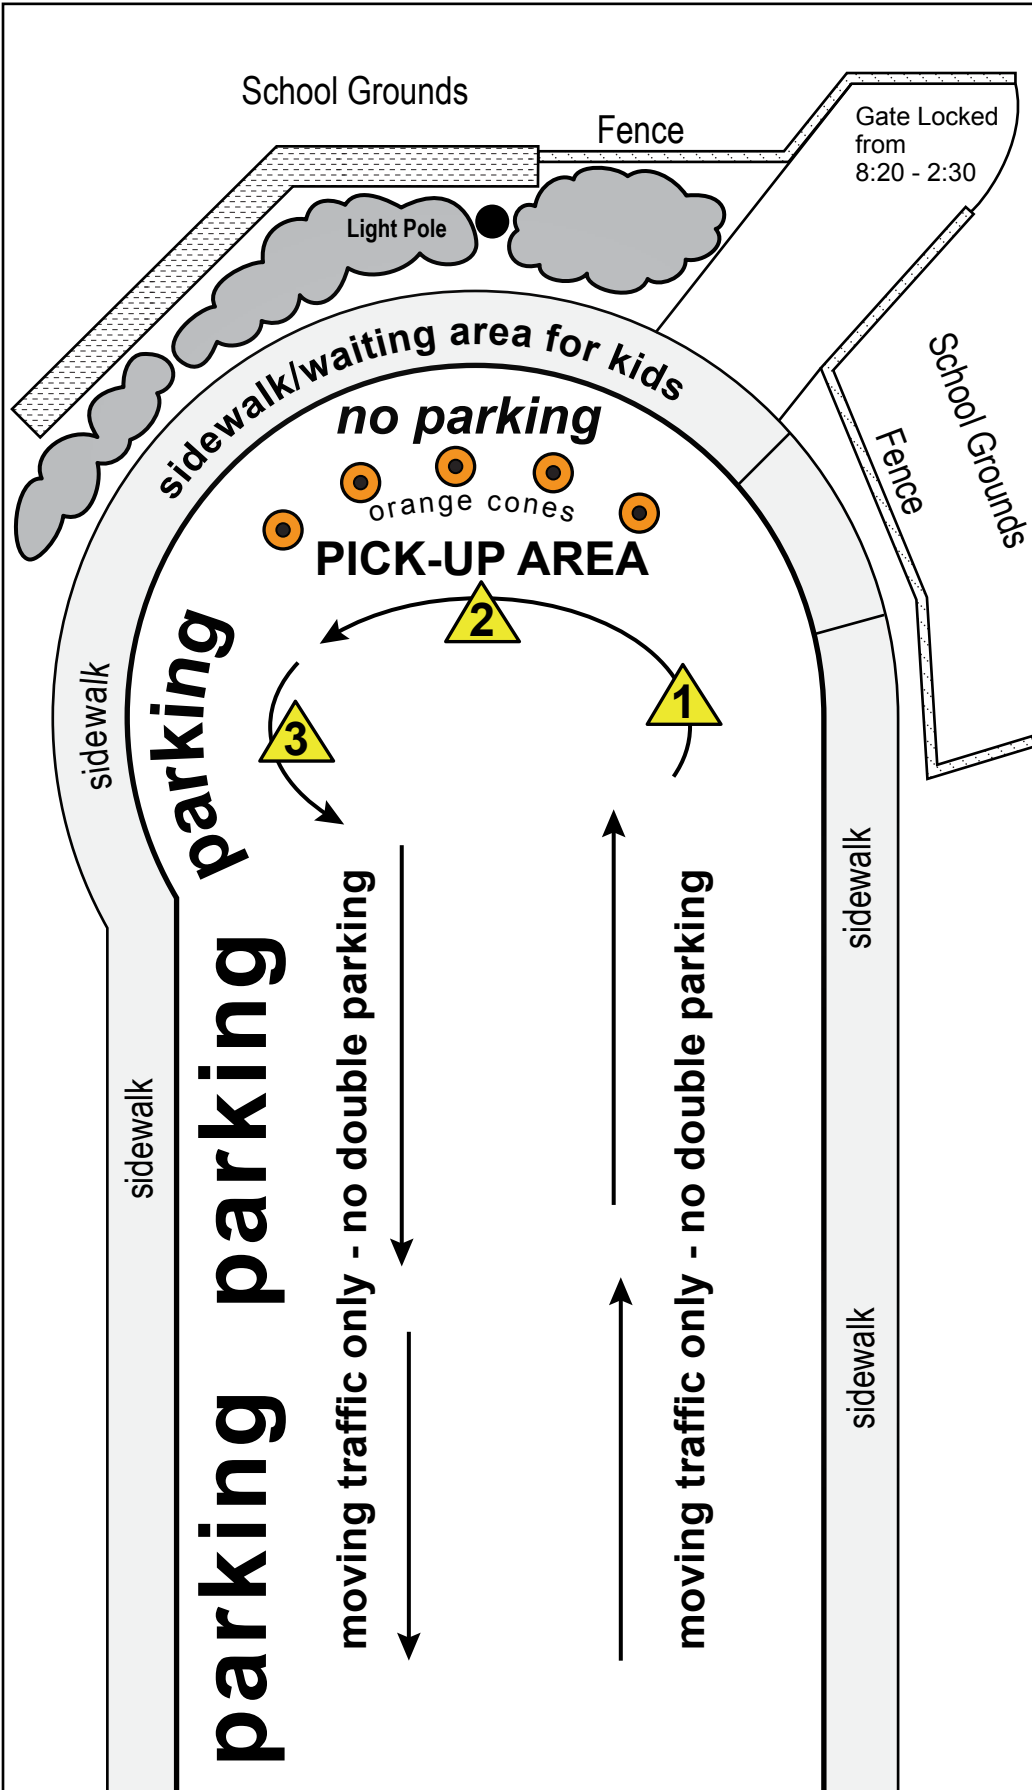 School Grounds
Fence
Gate Locked
from
8:20 - 2:30
Light Pole
sidewalk/waiting area for kids
School Grounds
Fence
no parking
orange cones
PICK-UP AREA
2
1
3
parking
sidewalk
sidewalk
parking
moving traffic only - no double parking
moving traffic only - no double parking
sidewalk
sidewalk
parking